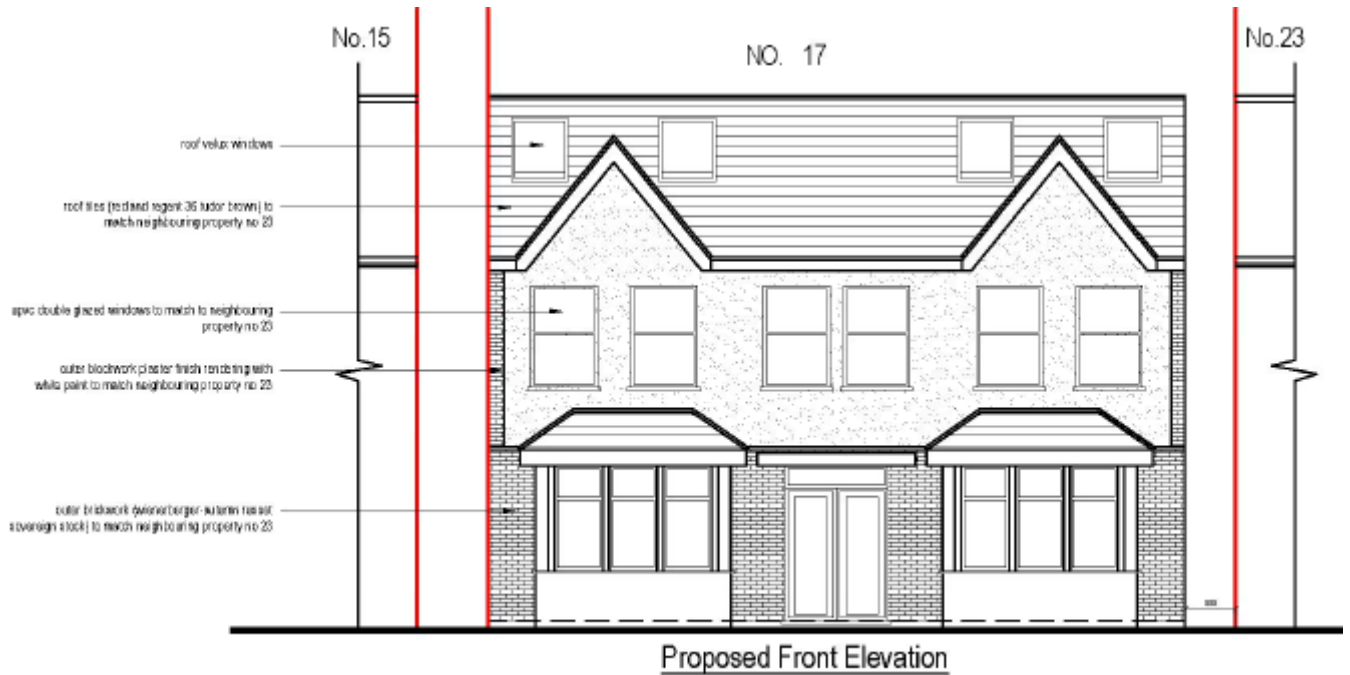 No.15
NO. 17
No.23
roof velux windows
roof tiles (redland regent 36 tudor brown) to
match neighbouring property no 23
upvc double glazed windows to match to neighbouring
property no 23
outer blockwork plaster finish rendering with
white paint to match neighbouring property no 23
outer brickwork (wienerberger- autumn russet
sovereign stock) to match neighbouring property no 23
Proposed Front Elevation